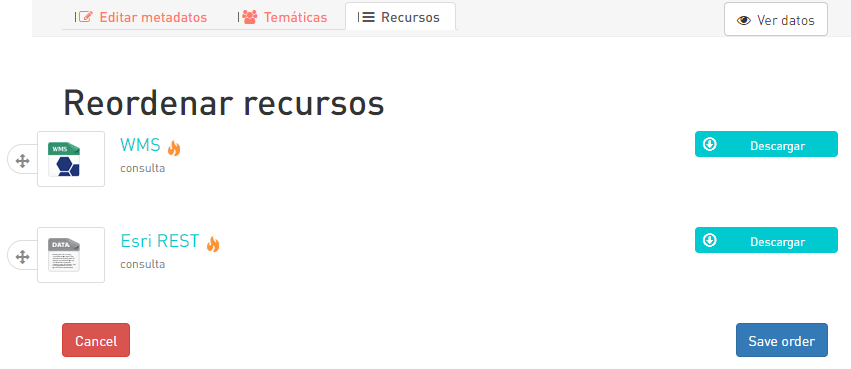 Editar metadatos Temáticas Recursos Ver datos
Reordenar recursos
WMS
WMS
consulta
Descargar
DATA
Esri REST
consulta
Descargar
Cancel Save order